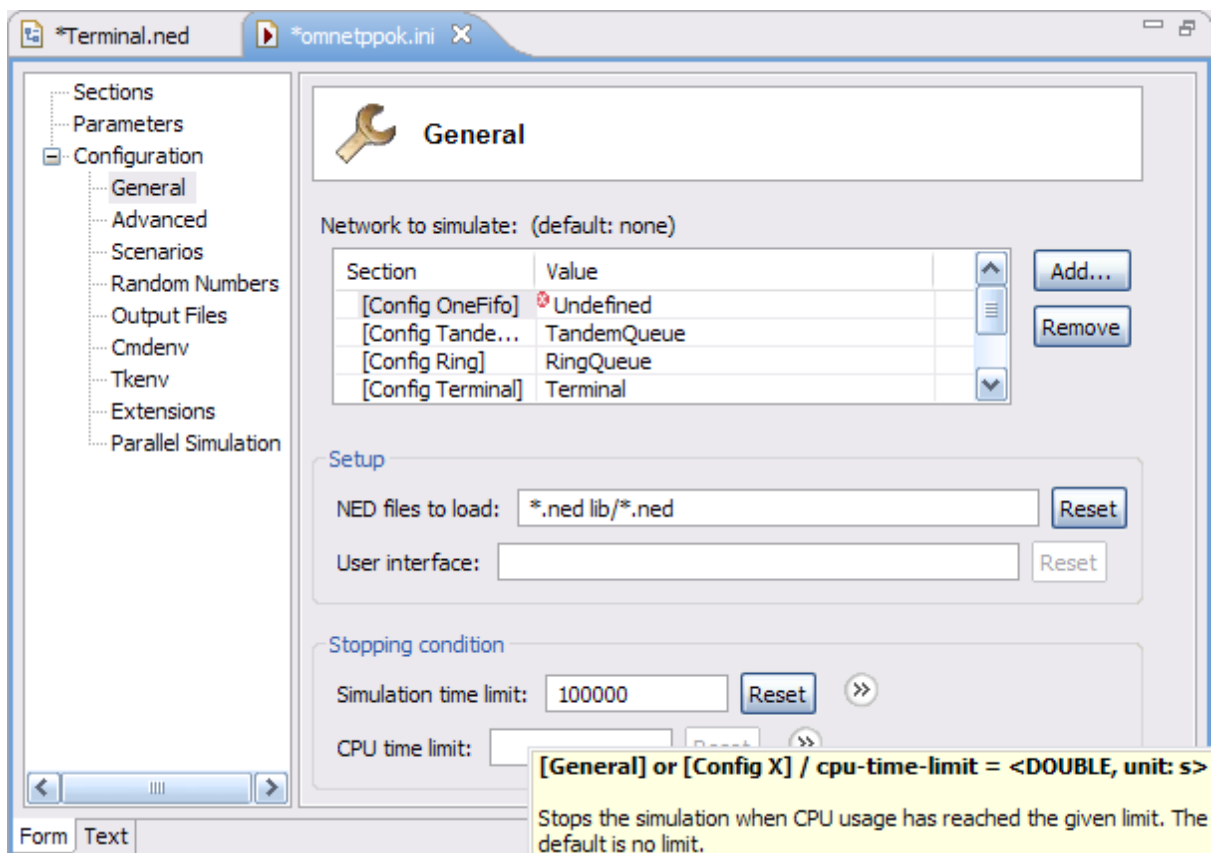 *Terminal.ned
*omnetppok.ini
Sections
Parameters
Configuration
General
Advanced
Scenarios
Random Numbers
Output Files
Cmdenv
Tkenv
Extensions
Parallel Simulation
General
Network to simulate: (default: none)
Section Value
[Config OneFifo] Undefined
[Config Tande... TandemQueue
[Config Ring] RingQueue
[Config Terminal] Terminal
Add...
Remove
Setup
NED files to load: *.ned lib/*.ned Reset
User interface: Reset
Stopping condition
Simulation time limit: 100000 Reset
CPU time limit: Reset
[General] or [Config X] / cpu-time-limit = <DOUBLE, unit: s>
Stops the simulation when CPU usage has reached the given limit. The
default is no limit.
Form Text